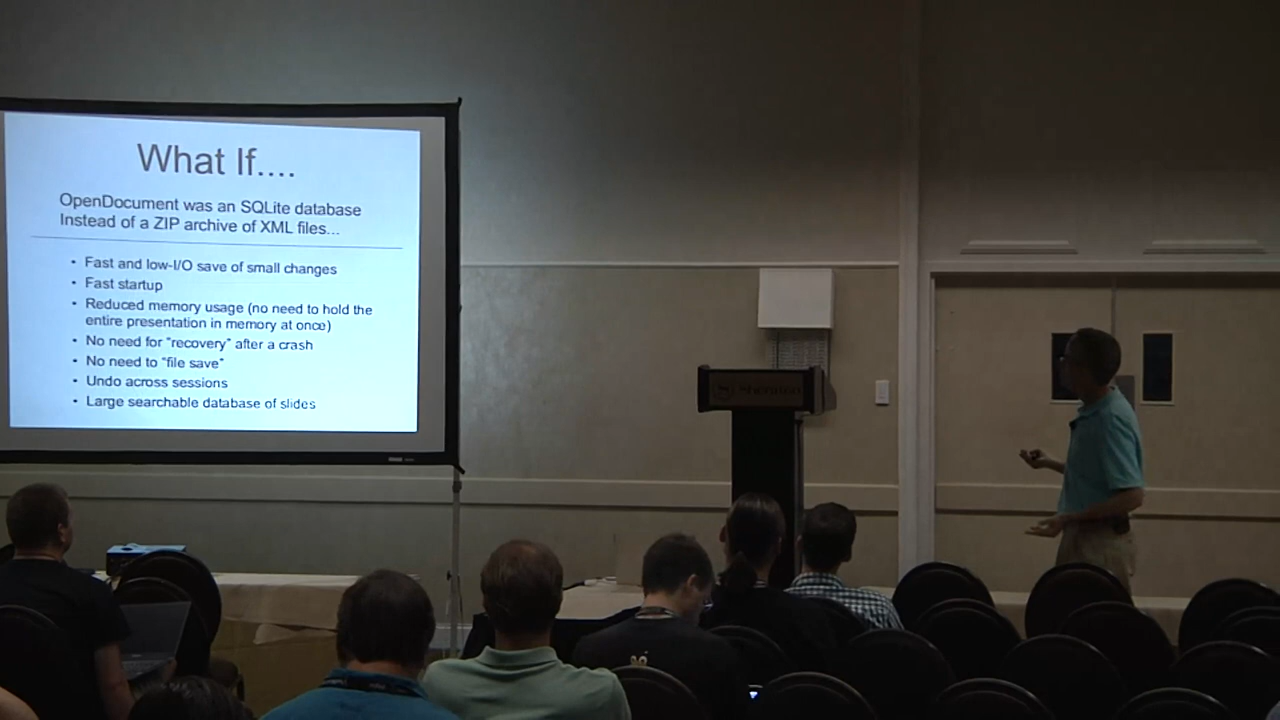 What If....
OpenDocument was an SQLite database
Instead of a ZIP archive of XML files...
• Fast and low-I/O save of small changes
• Fast startup
• Reduced memory usage (no need to hold the
entire presentation in memory at once)
• No need for "recovery" after a crash
• No need to "file save"
• Undo across sessions
• Large searchable database of slides
Sheraton